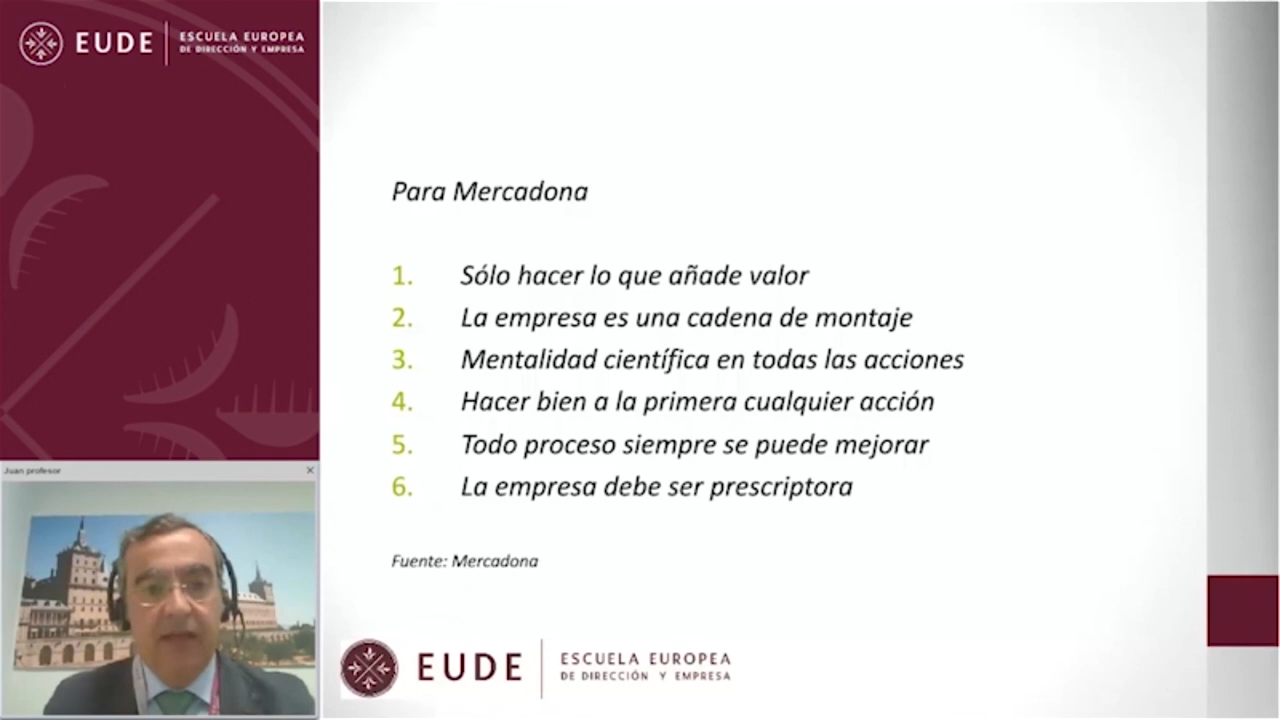 EUDE
ESCUELA EUROPEA
DE DIRECCIÓN Y EMPRESA
Para Mercadona
1. Sólo hacer lo que añade valor
2. La empresa es una cadena de montaje
3. Mentalidad científica en todas las acciones
4. Hacer bien a la primera cualquier acción
5. Todo proceso siempre se puede mejorar
6. La empresa debe ser prescriptora
Fuente: Mercadona
Juan profesor
EUDE
ESCUELA EUROPEA
DE DIRECCIÓN Y EMPRESA